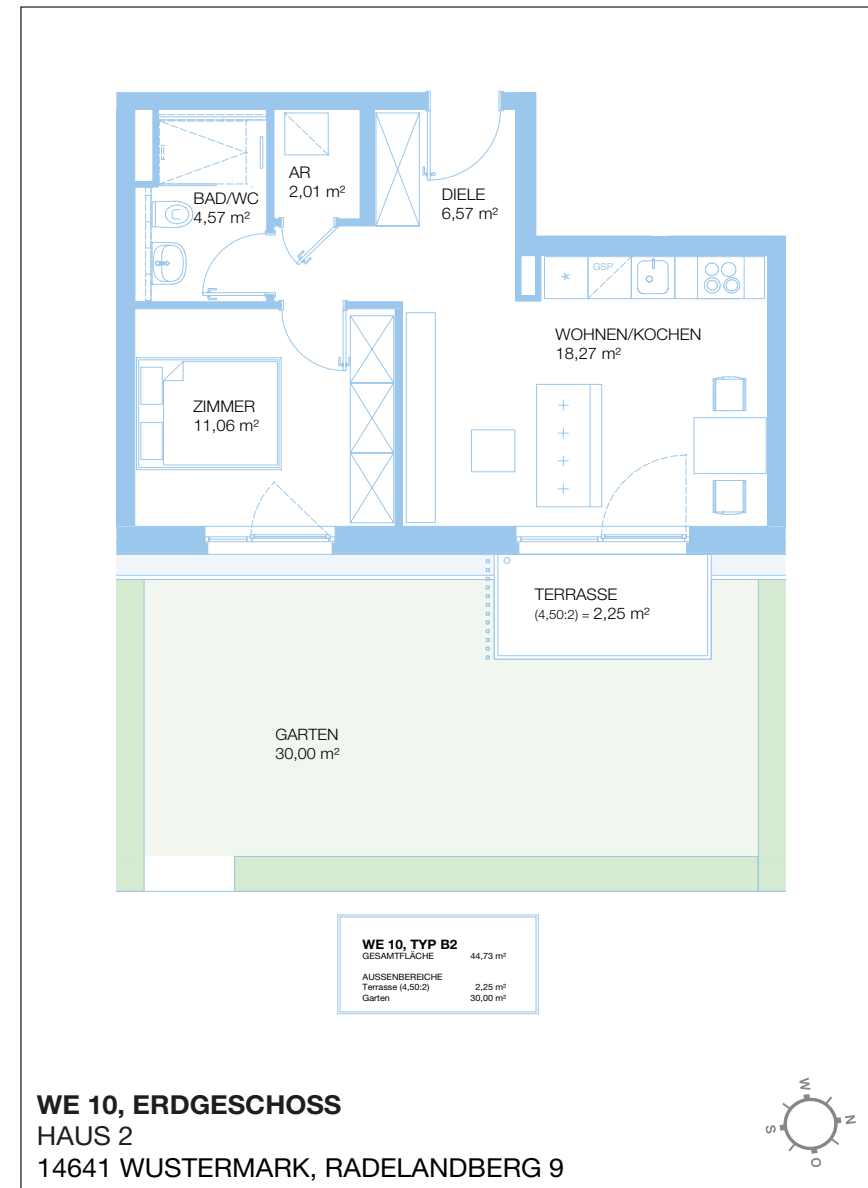 AR
2,01 m²
BAD/WC
4,57 m²
DIELE
6,57 m²
GSP
*
WOHNEN/KOCHEN
18,27 m²
ZIMMER
11,06 m²
TERRASSE
(4,50:2) = 2,25 m²
GARTEN
30,00 m²
WE 10, TYP B2
GESAMTFLÄCHE 44,73 m²
AUSSENBEREICHE
Terrasse (4,50:2) 2,25 m²
Garten 30,00 m²
WE 10, ERDGESCHOSS
HAUS 2
14641 WUSTERMARK, RADELANDBERG 9
W
N
S
O